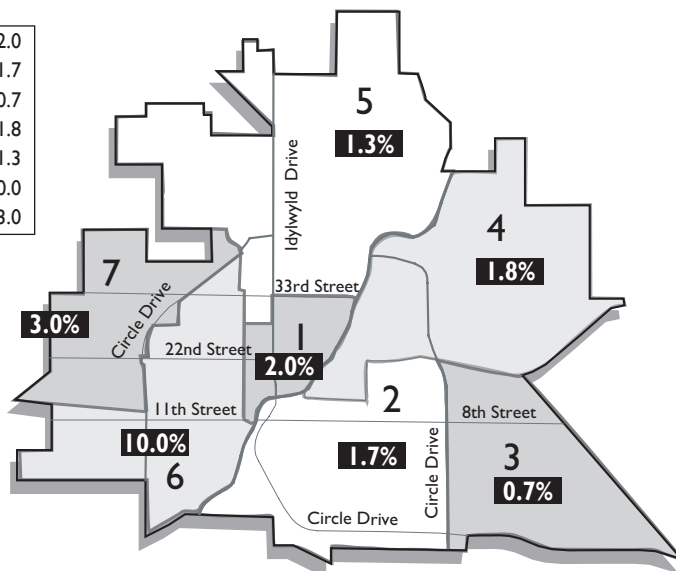 2.0
1.7
0.7
1.8
1.3
0.0
3.0
5
1.3%
Idylwyld Drive
4
1.8%
7
33rd Street
3.0%
Circle Drive
1
22nd Street
2.0%
2
11th Street
8th Street
10.0%
1.7%
Circle Drive
3
6
0.7%
Circle Drive